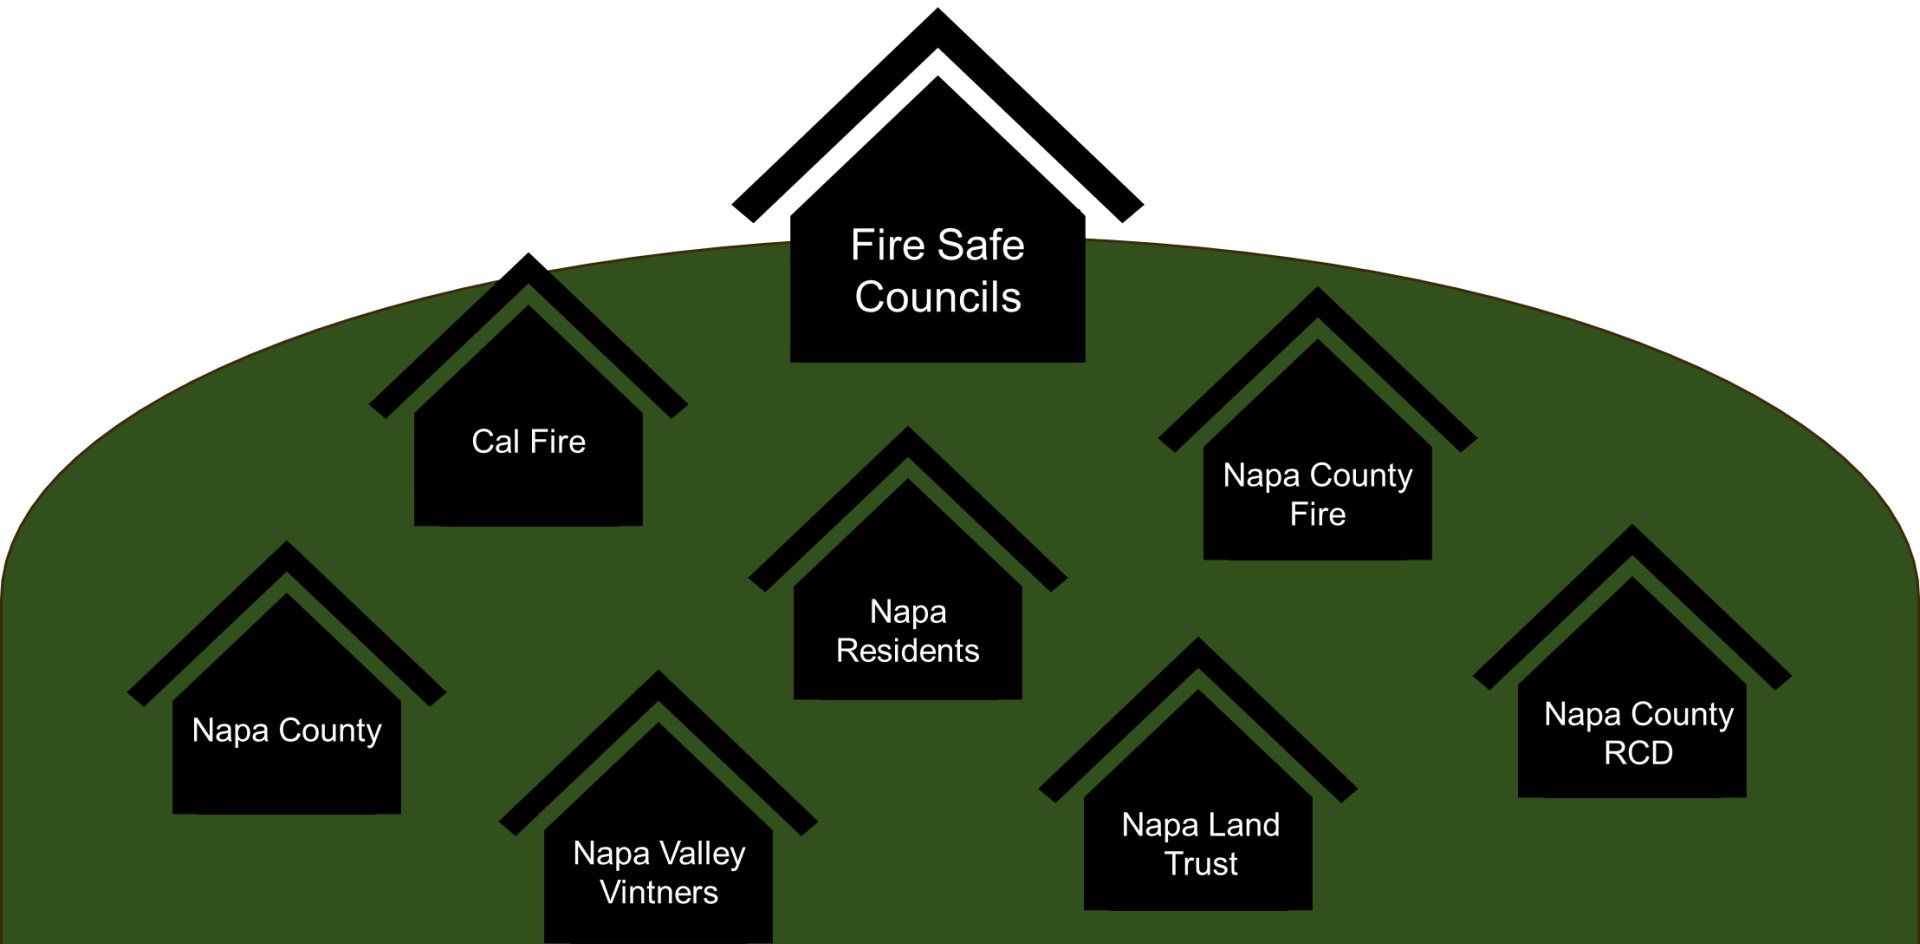 Fire Safe
Councils
Cal Fire
Napa County
Fire
Napa
Residents
Napa County
Napa County
RCD
Napa Valley
Vintners
Napa Land
Trust